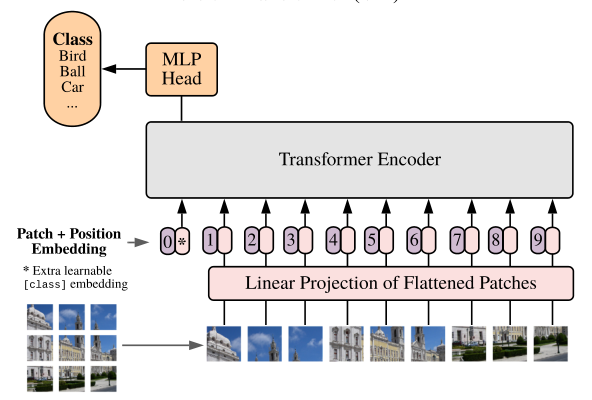 Class
Bird
Ball
Car
...
MLP
Head
Transformer Encoder
Patch + Position
Embedding
0 * 1 2 3 4 5 6 7 8 9
* Extra learnable
[class] embedding
Linear Projection of Flattened Patches